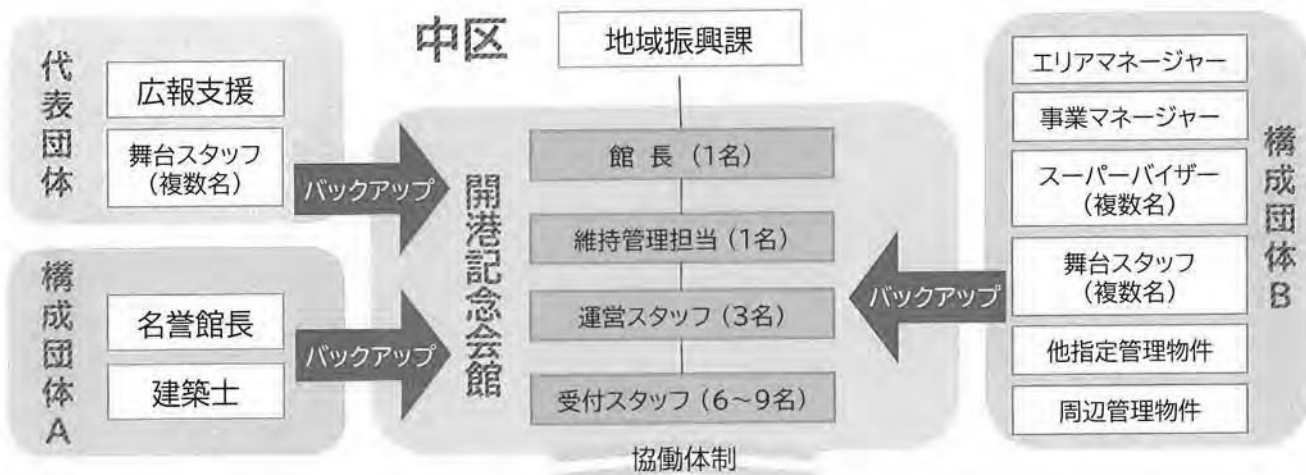 中区
地域振興課
代表団体
広報支援
舞台スタッフ
(複数名)
バックアップ
構成団体A
名誉館長
建築士
バックアップ
開港記念会館
館 長 (1名)
維持管理担当 (1名)
運営スタッフ (3名)
受付スタッフ (6～9名)
協働体制
バックアップ
構成団体B
エリアマネージャー
事業マネージャー
スーパーバイザー
(複数名)
舞台スタッフ
(複数名)
他指定管理物件
周辺管理物件